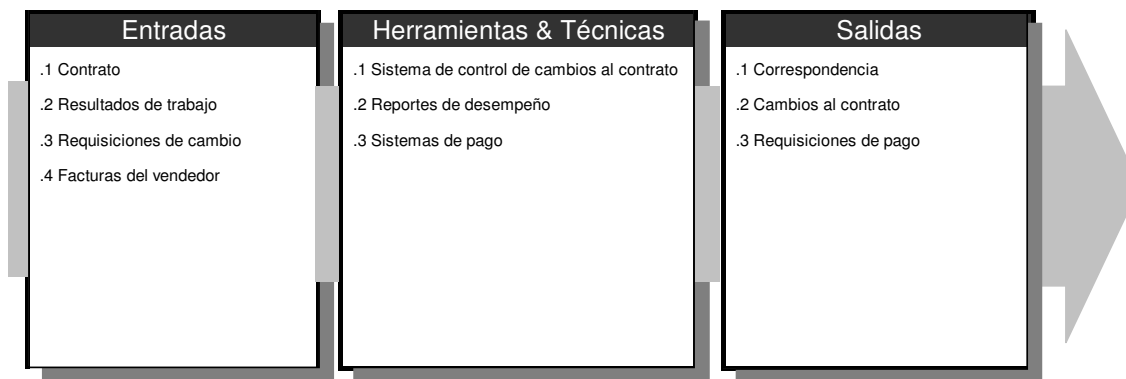 Entradas
.1 Contrato
.2 Resultados de trabajo
.3 Requisiciones de cambio
.4 Facturas del vendedor
Herramientas & Técnicas
.1 Sistema de control de cambios al contrato
.2 Reportes de desempeño
.3 Sistemas de pago
Salidas
.1 Correspondencia
.2 Cambios al contrato
.3 Requisiciones de pago